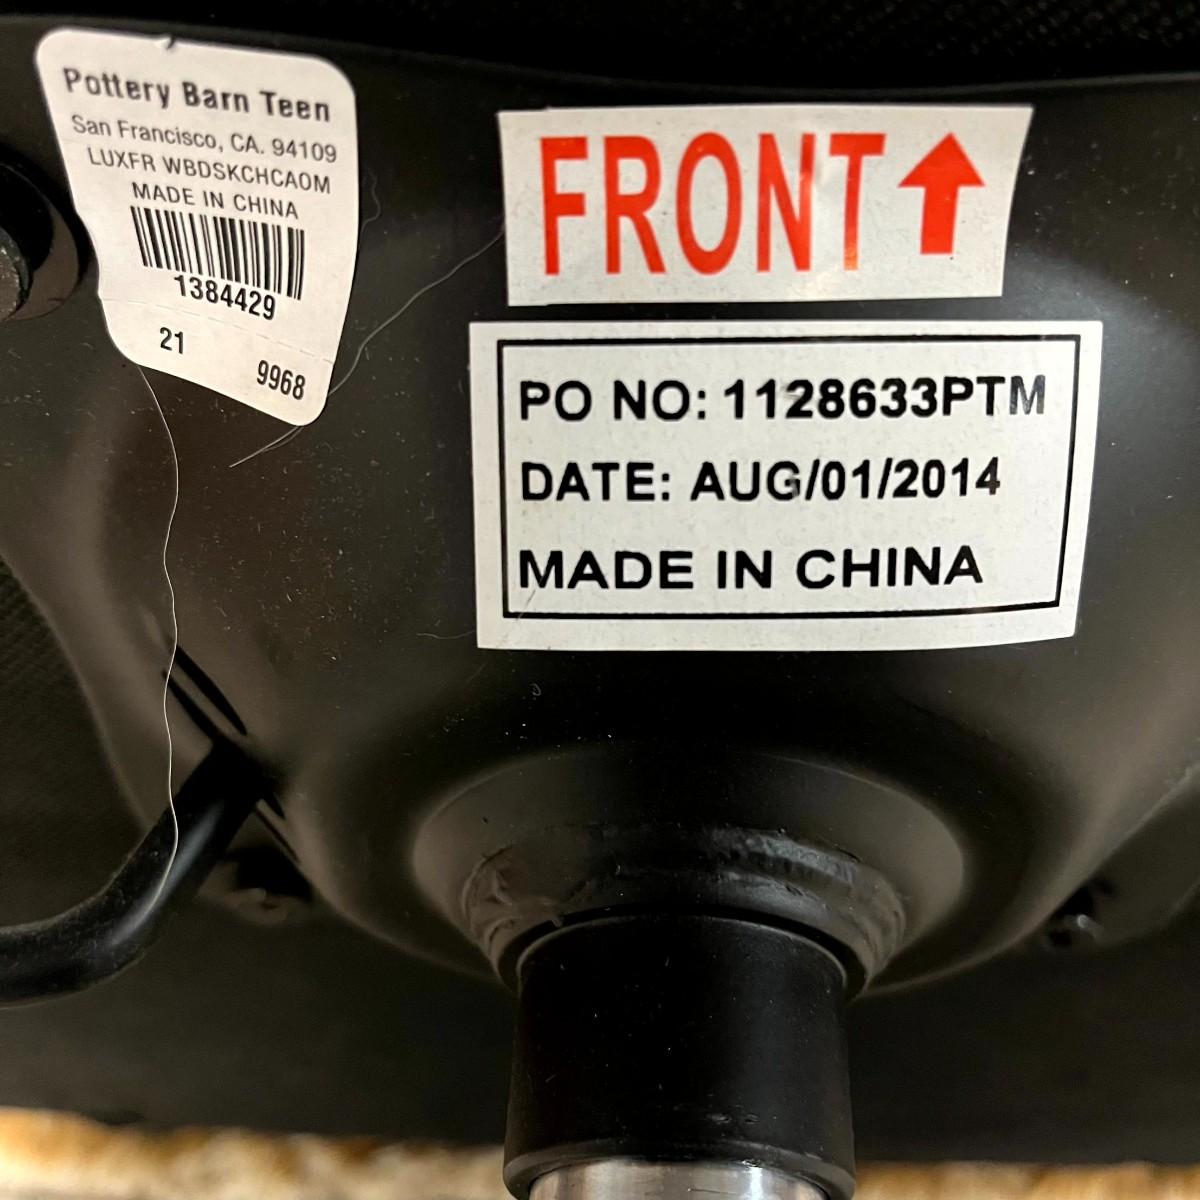 Pottery Barn Teen
San Francisco, CA. 94109
LUXFR WBDSKCHCAOM
MADE IN CHINA
1384429
21 9968
FRONT
PO NO: 1128633PTM
DATE: AUG/01/2014
MADE IN CHINA